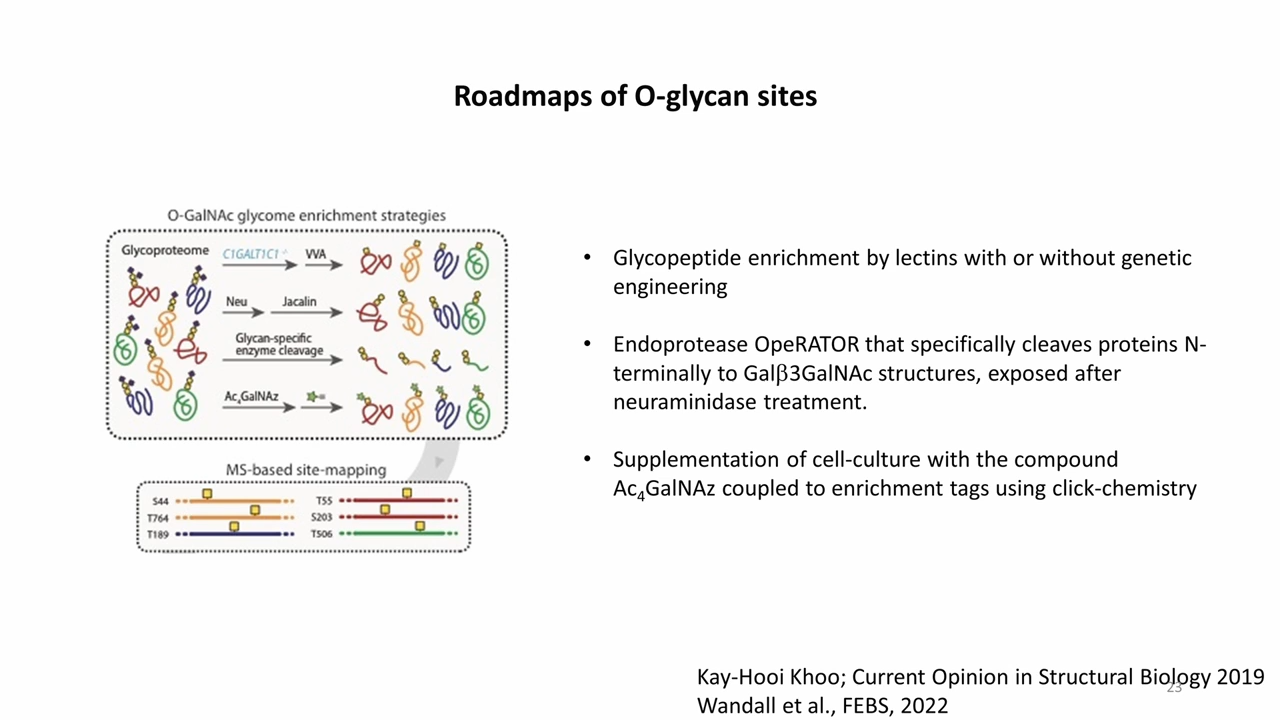 Roadmaps of O-glycan sites
O-GalNAc glycome enrichment strategies
Glycoproteome
C1GALT1C1 -/-
VVA
Neu
Jacalin
Glycan-specific
enzyme cleavage
Ac4GalNAz
MS-based site-mapping
S44
T764
T189
T55
S203
T506
• Glycopeptide enrichment by lectins with or without genetic
engineering
• Endoprotease OpeRATOR that specifically cleaves proteins N-
terminally to Galβ3GalNAc structures, exposed after
neuraminidase treatment.
• Supplementation of cell-culture with the compound
Ac4GalNAz coupled to enrichment tags using click-chemistry
Kay-Hooi Khoo; Current Opinion in Structural Biology 2019
23
Wandall et al., FEBS, 2022